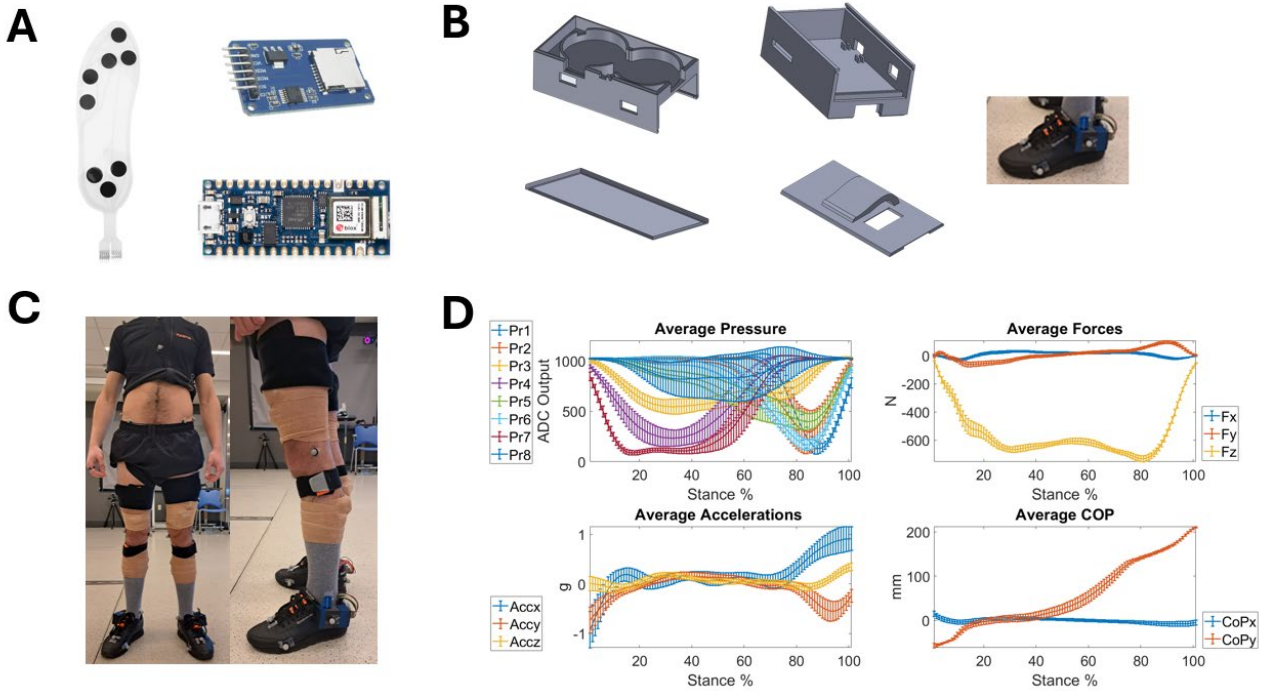 A
B
C
D
Average Pressure
Pr1
Pr2
Pr3
Pr4
Pr5
Pr6
Pr7
Pr8
ADC Output
1000
500
0
20
40
60
80
100
Stance %
Average Forces
N
0
-200
-400
-600
20
40
60
80
100
Stance %
Fx
Fy
Fz
Average Accelerations
g
1
0
-1
20
40
60
80
100
Stance %
Accx
Accy
Accz
Average COP
mm
200
100
0
20
40
60
80
100
Stance %
CoPx
CoPy